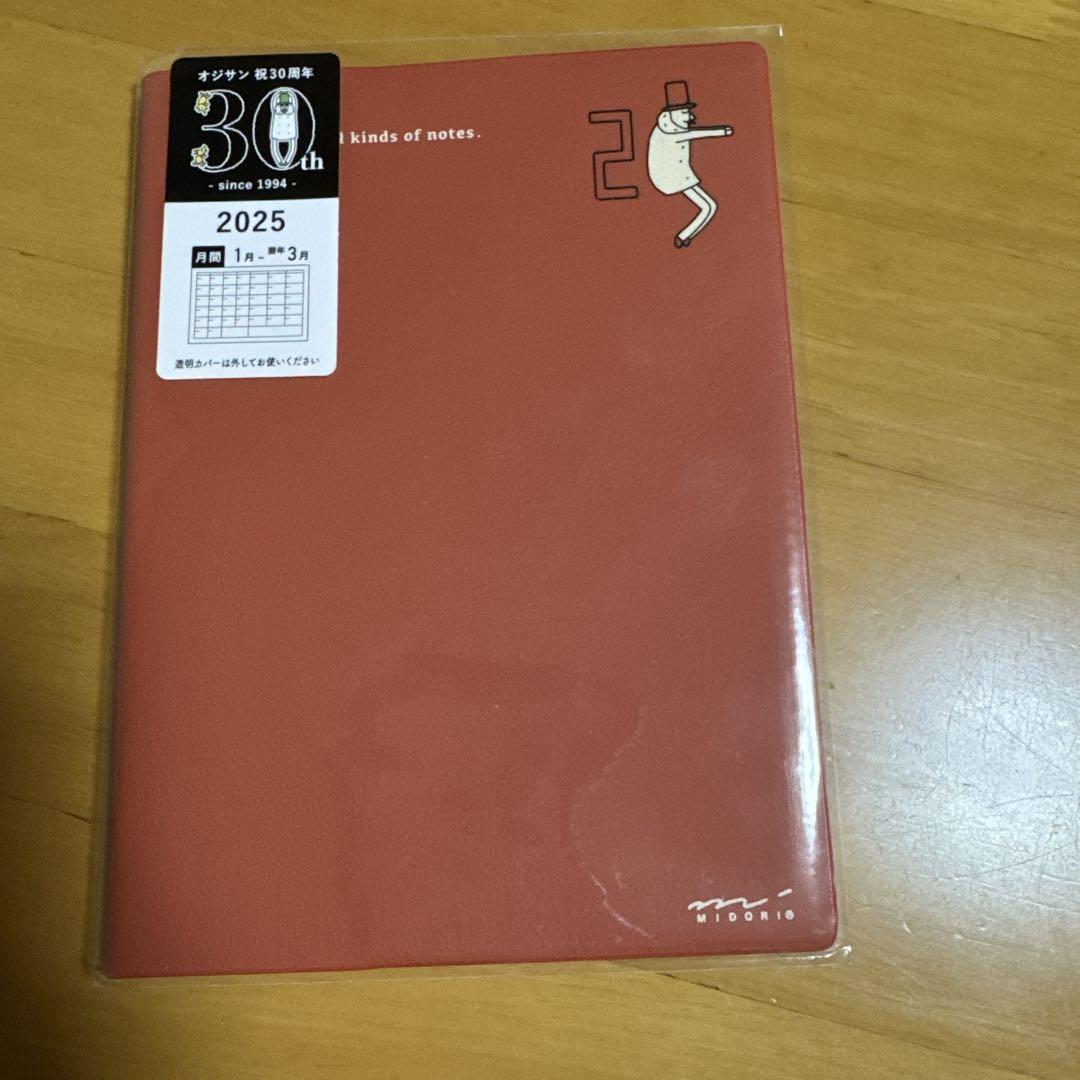 オジサン 祝30周年
30th
- since 1994 -
2025
月間 1月~翌年3月
透明カバーは外してお使いください
kinds of notes.
2
MIDORI®